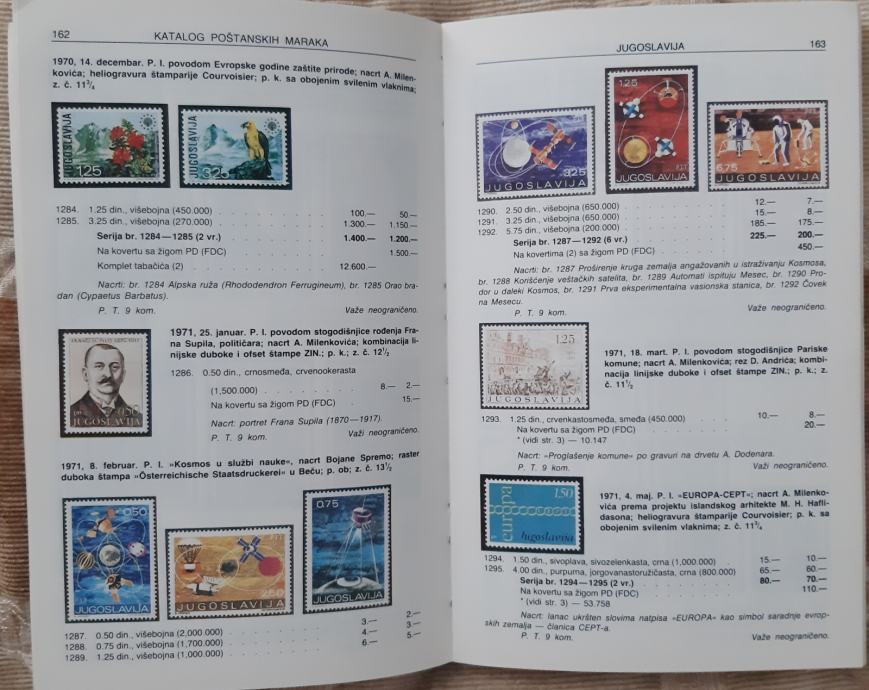 162 KATALOG POŠTANSKIH MARAKA
1970, 14. decembar. P. I. povodom Evropske godine zaštite prirode; nacrt A. Milen-
kovića; heliogravura štamparije Courvoisier; p. k. sa obojenim svilenim vlaknima;
z. č. 11¾
JUGOSLAVIJA
1.25
JUGOSLAVIJA
3.25
1284. 1.25 din., višebojna (450.000) 100.— 50.—
1285. 3.25 din., višebojna (270.000) 1.300.— 1.150.—
Serija br. 1284—1285 (2 vr.) 1.400.— 1.200.—
Na kovertu sa žigom PD (FDC) 1.500.—
Komplet tabačića (2) 12.600.—
Nacrti: br. 1284 Alpska ruža (Rhododendron Ferrugineum), br. 1285 Orao bra-
dan (Cypaetus Barbatus).
P. T. 9 kom. Važe neograničeno.
0.50
JUGOSLAVIJA
1971, 25. januar. P. I. povodom stogodišnjice rođenja Fra-
na Supila, političara; nacrt A. Milenkovića; kombinacija li-
nijske duboke i ofset štampe ZIN.; p. k.; z. č. 12½
1286. 0.50 din., crnosmeđa, crvenookerasta
(1,500.000) 8.— 2.—
Na kovertu sa žigom PD (FDC) 15.—
Nacrt: portret Frana Supila (1870—1917).
P. T. 9 kom. Važi neograničeno.
1971, 8. februar. P. I. »Kosmos u službi nauke«, nacrt Bojane Spremo; raster
duboka štampa »Österreichische Staatsdruckerei« u Beču; p. ob; z. č. 13½
0.50
JUGOSLAVIJA
JUGOSLAVIJA
2.50
0.75
JUGOSLAVIJA
1287. 0.50 din., višebojna (2,000.000) 3.— 2.—
1288. 0.75 din., višebojna (1,700.000) 4.— 3.—
1289. 1.25 din., višebojna (1,000.000) 6.— 5.—
JUGOSLAVIJA 163
3.25
JUGOSLAVIJA
1.25
JUGOSLAVIJA
5.75
JUGOSLAVIJA
1290. 2.50 din., višebojna (650.000) 12.— 7.—
1291. 3.25 din., višebojna (650.000) 15.— 8.—
1292. 5.75 din., višebojna (200.000) 185.— 175.—
Serija br. 1287—1292 (6 vr.) 225.— 200.—
Na kovertima (2) sa žigom PD (FDC) 450.—
Nacrti: br. 1287 Proširenje kruga zemalja angažovanih u istraživanju Kosmosa,
br. 1288 Korišćenje veštačkih satelita, br. 1289 Automati ispituju Mesec, br. 1290 Pro-
dor u daleki Kosmos, br. 1291 Prva eksperimentalna vasionska stanica, br. 1292 Čovek
na Mesecu.
P. T. 9 kom. Važe neograničeno.
1.25
JUGOSLAVIJA
1971, 18. mart. P. I. povodom stogodišnjice Pariske
komune; nacrt A. Milenkovića; rez D. Andrića; kombi-
nacija linijske duboke i ofset štampe ZIN.; p. k.; z.
č. 11½
1293. 1.25 din., crvenkastosmeđa, smeđa (450.000) 10.— 8.—
Na kovertu sa žigom PD (FDC) 20.—
* (vidi str. 3) — 10.147
Nacrt: »Proglašenje komune« po gravuri na drvetu A. Dodenara.
P. T. 9 kom. Važi neograničeno.
europa
1.50
Jugoslavija
1971, 4. maj. P. I. »EUROPA-CEPT«; nacrt A. Milenko-
vića prema projektu islandskog arhitekte M. H. Hafli-
dasona; heliogravura štamparije Courvoisier; p. k. sa
obojenim svilenim vlaknima; z. č. 11¾
1294. 1.50 din., sivoplava, sivozelenkasta, crna (1,000.000) 15.— 10.—
1295. 4.00 din., purpurna, jorgovanastoružičasta, crna (800.000) 65.— 60.—
Serija br. 1294—1295 (2 vr.) 80.— 70.—
Na kovertu sa žigom PD (FDC) 110.—
* (vidi str. 3) — 53.758
Nacrt: lanac ukršten slovima natpisa »EUROPA« kao simbol saradnje evrop-
skih zemalja — članica CEPT-a.
P. T. 9 kom. Važe neograničeno.